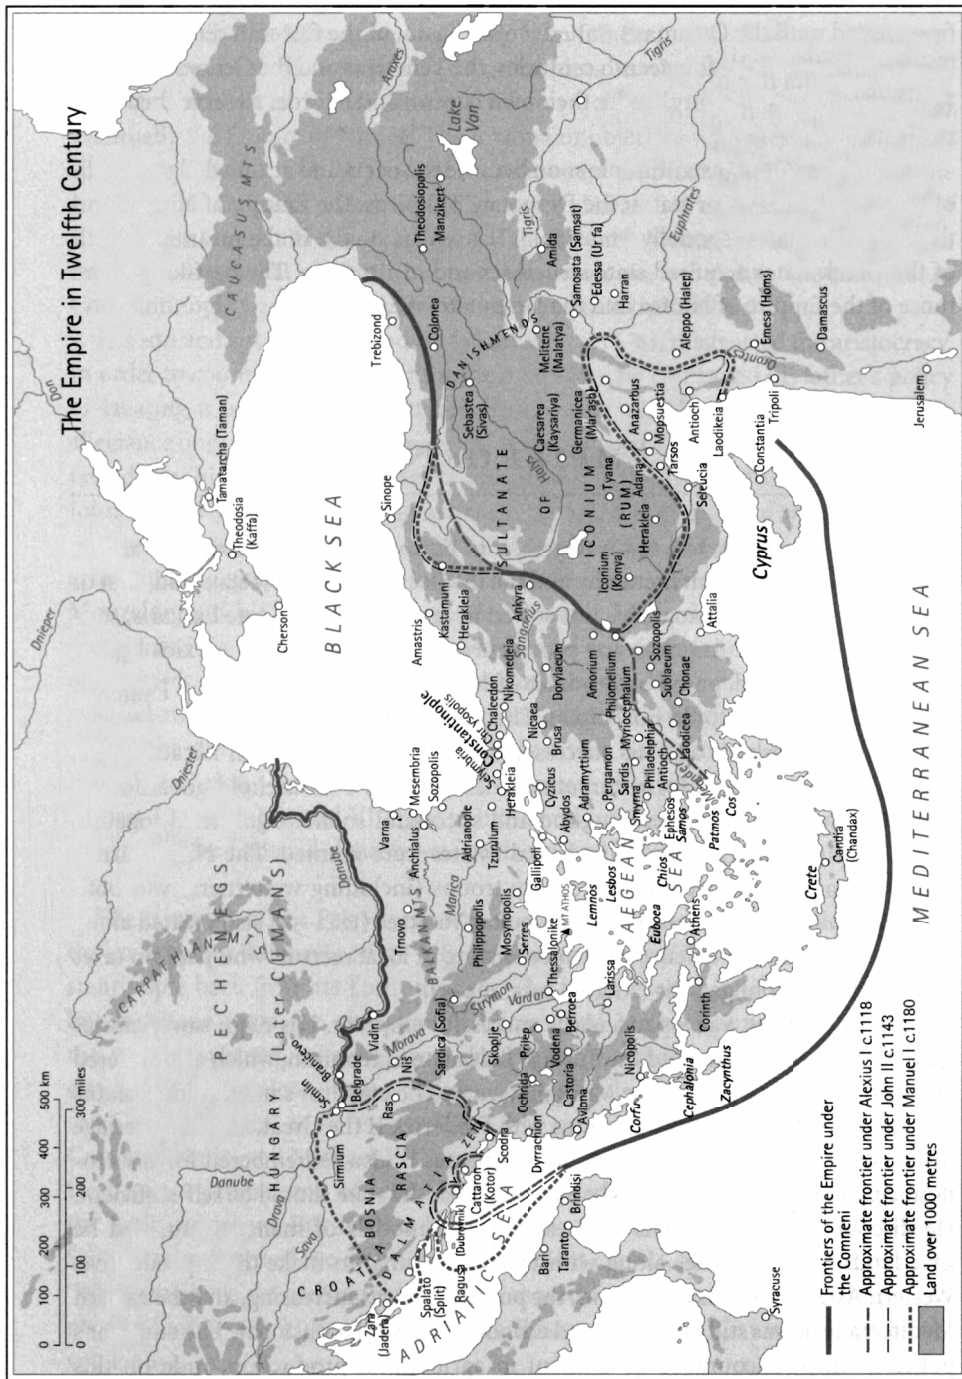 The Empire in Twelfth Century
0 100 200 300 400 500 km
0 100 200 300 miles
CARPATHIAN MTS
PECHENEGS
(Later CUMANS)
HUNGARY
Danube
Drava
Sava
CROATIA
BOSNIA
DALMATIA
RASCIA
ZETA
ADRIATIC SEA
Zara
(Jadera)
Spalato
(Split)
Ragusa (Dubrovnik)
Cattaron
(Kotor)
Scodra
Dyrrachion
Sirmium
Semlin
Belgrade
Braničevo
Ras
Niš
Morava
Vidin
Danube
Sardica (Sofia)
Skoplje
Strymon
Vardar
Prilep
Ochrida
Vodena
Castoria
Berroea
Avlona
Corfu
Nicopolis
Larissa
Thessalonike
Serres
Mosynopolis
MT ATHOS
Philippopolis
Marica
BALKAN MTS
Trnovo
Varna
Anchialus
Mesembria
Sozopolis
Adrianople
Tzurulum
Selymbria
Herakleia
Constantinople
Chrysopolis
Chalcedon
Nikomedeia
Gallipoli
Abydos
Cyzicus
Nicaea
Brusa
Dorylaeum
Adramyttium
Pergamon
Sardis
Smyrna
Philadelphia
Antioch
Ephesos
Samos
Patmos
Cos
Meander
Laodicea
Chonae
Sublaeum
Sozopolis
Myriocephalum
Philomelium
Amorium
Attalia
Lemnos
Lesbos
Chios
AEGEAN
SEA
Euboea
Athens
Corinth
Cephalonia
Zacynthus
Crete
Candia
(Chandax)
Bari
Taranto
Brindisi
Syracuse
Dniester
Dnieper
Don
Cherson
Theodosia
(Kaffa)
Tamatarcha (Taman)
BLACK SEA
CAUCASUS MTS
Amastris
Kastamuni
Herakleia
Sangarius
Ankyra
Sinope
Trebizond
Colonea
Theodosiopolis
Manzikert
Araxes
Lake
Van
Tigris
Tigris
Euphrates
DANISHMENDS
Sebastea
(Sivas)
Caesarea
(Kaysariya)
Melitene
(Malatya)
Amida
Samosata (Samsat)
Edessa (Ur fa)
Harran
Germanicea
(Mar'ash)
Anazarbus
Mopsuestia
Adana
Tarsos
Seleucia
Halys
SULTANATE
OF
ICONIUM
(RUM)
Tyana
Herakleia
Iconium
(Konya)
Aleppo (Halep)
Antioch
Laodikeia
Orontes
Emesa (Homs)
Damascus
Tripoli
Jerusalem
Cyprus
Constantia
MEDITERRANEAN SEA
Frontiers of the Empire under
the Comneni
Approximate frontier under Alexius I c.1118
Approximate frontier under John II c.1143
Approximate frontier under Manuel I c.1180
Land over 1000 metres